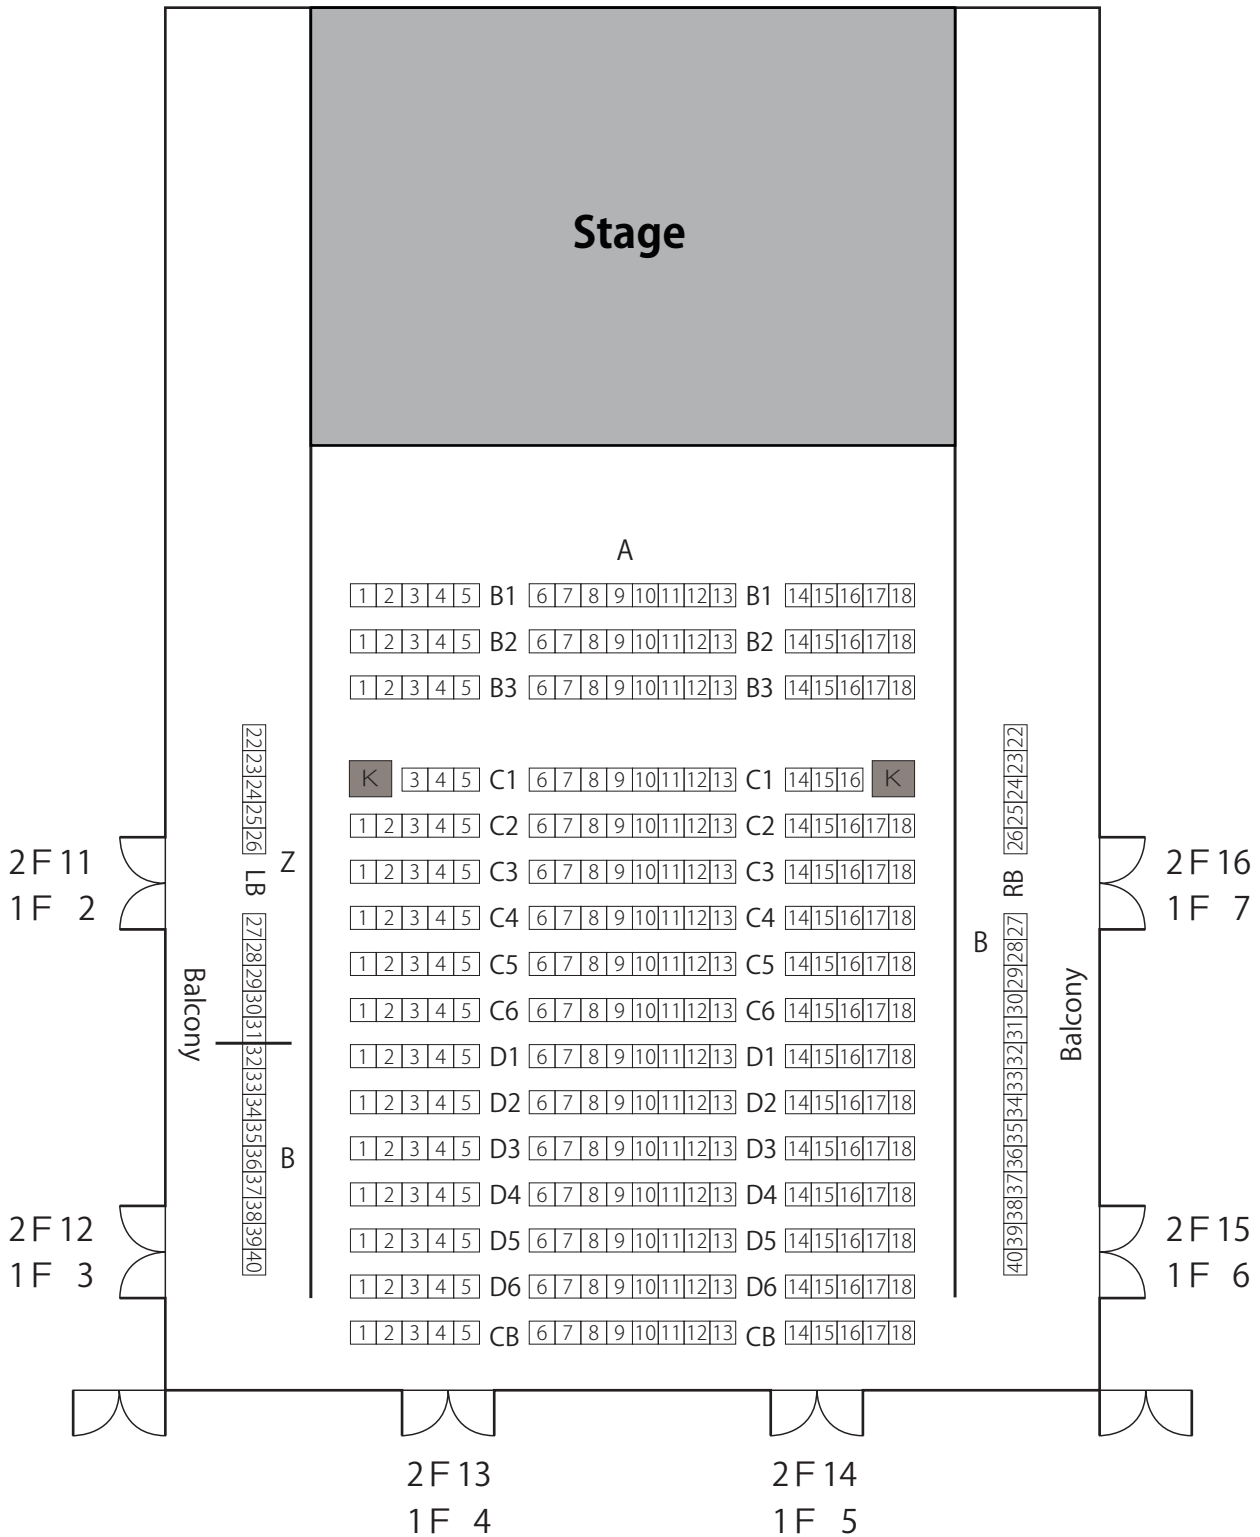 Stage
A
1 2 3 4 5 B1 6 7 8 9 10 11 12 13 B1 14 15 16 17 18
1 2 3 4 5 B2 6 7 8 9 10 11 12 13 B2 14 15 16 17 18
1 2 3 4 5 B3 6 7 8 9 10 11 12 13 B3 14 15 16 17 18
K 3 4 5 C1 6 7 8 9 10 11 12 13 C1 14 15 16 K
1 2 3 4 5 C2 6 7 8 9 10 11 12 13 C2 14 15 16 17 18
1 2 3 4 5 C3 6 7 8 9 10 11 12 13 C3 14 15 16 17 18
1 2 3 4 5 C4 6 7 8 9 10 11 12 13 C4 14 15 16 17 18
1 2 3 4 5 C5 6 7 8 9 10 11 12 13 C5 14 15 16 17 18
1 2 3 4 5 C6 6 7 8 9 10 11 12 13 C6 14 15 16 17 18
1 2 3 4 5 D1 6 7 8 9 10 11 12 13 D1 14 15 16 17 18
1 2 3 4 5 D2 6 7 8 9 10 11 12 13 D2 14 15 16 17 18
1 2 3 4 5 D3 6 7 8 9 10 11 12 13 D3 14 15 16 17 18
1 2 3 4 5 D4 6 7 8 9 10 11 12 13 D4 14 15 16 17 18
1 2 3 4 5 D5 6 7 8 9 10 11 12 13 D5 14 15 16 17 18
1 2 3 4 5 D6 6 7 8 9 10 11 12 13 D6 14 15 16 17 18
1 2 3 4 5 CB 6 7 8 9 10 11 12 13 CB 14 15 16 17 18
22 23 24 25 26 LB 27 28 29 30 31 32 33 34 35 36 37 38 39 40
Z
B
Balcony
22 23 24 25 26 RB 27 28 29 30 31 32 33 34 35 36 37 38 39 40
B
Balcony
2F 11
1F 2
2F 12
1F 3
2F 16
1F 7
2F 15
1F 6
2F 13
1F 4
2F 14
1F 5